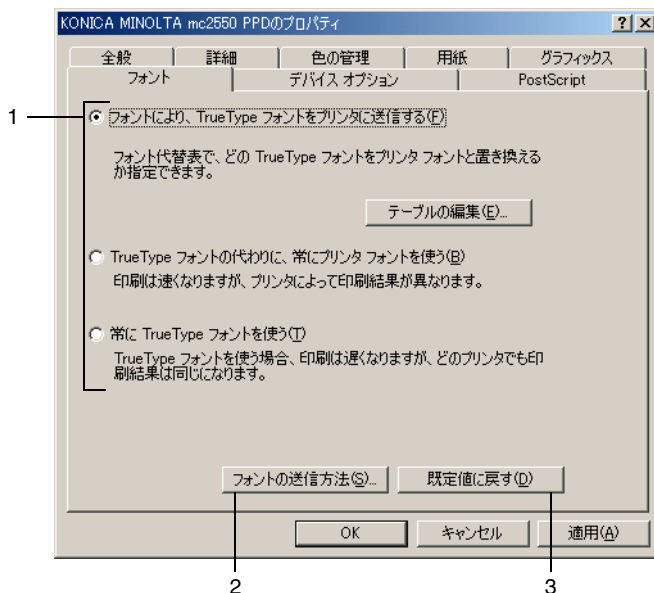 KONICA MINOLTA mc2550 PPDのプロパティ
全般 詳細 色の管理 用紙 グラフィックス
フォント デバイス オプション PostScript
1
フォントにより、TrueType フォントをプリンタに送信する(F)
フォント代替表で、どの TrueType フォントをプリンタ フォントと置き換える
か指定できます。
テーブルの編集(E)...
TrueType フォントの代わりに、常にプリンタ フォントを使う(B)
印刷は速くなりますが、プリンタによって印刷結果が異なります。
常に TrueType フォントを使う(T)
TrueType フォントを使う場合、印刷は遅くなりますが、どのプリンタでも印
刷結果は同じになります。
フォントの送信方法(S)... 既定値に戻す(D)
OK キャンセル 適用(A)
2 3